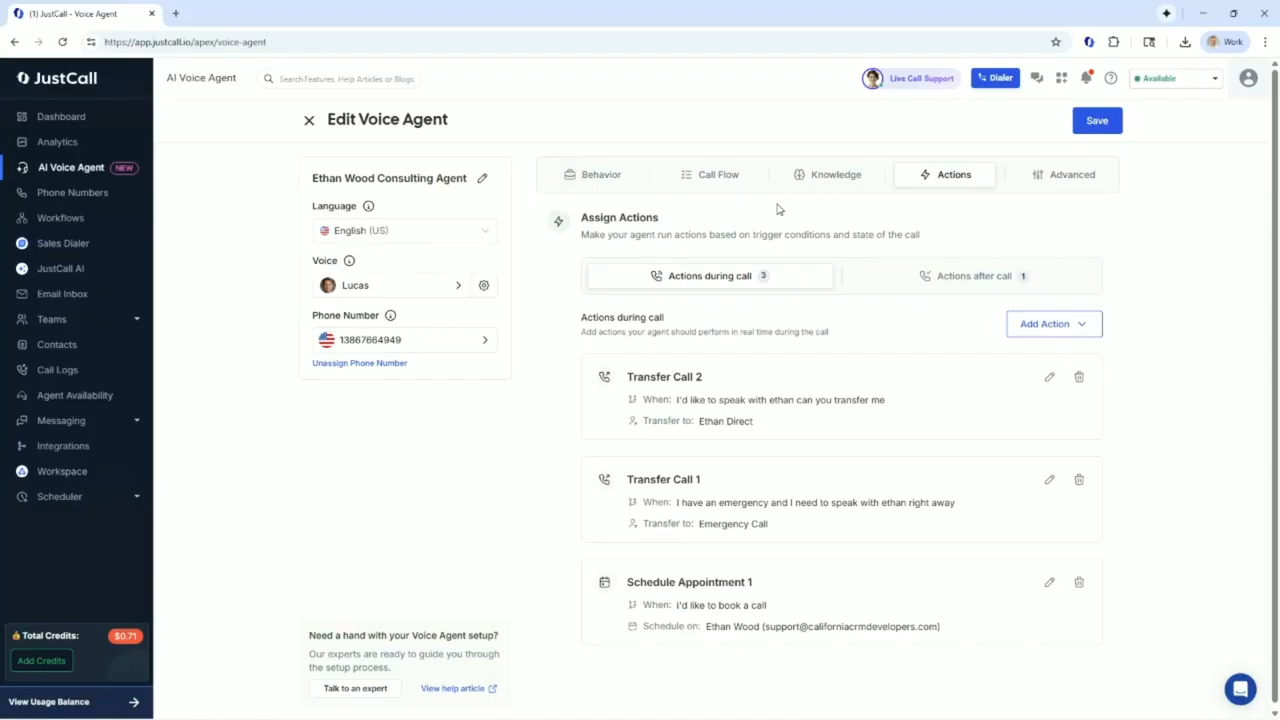 (1) JustCall - Voice Agent
https://app.justcall.io/apex/voice-agent
Work
JustCall
AI Voice Agent
Search Features, Help Articles or Blogs
Live Call Support
Dialer
Available
Dashboard
Analytics
AI Voice Agent NEW
Phone Numbers
Workflows
Sales Dialer
JustCall AI
Email Inbox
Teams
Contacts
Call Logs
Agent Availability
Messaging
Integrations
Workspace
Scheduler
Total Credits: $0.71
Add Credits
View Usage Balance
Edit Voice Agent
Save
Ethan Wood Consulting Agent
Language
English (US)
Voice
Lucas
Phone Number
13867664949
Unassign Phone Number
Need a hand with your Voice Agent setup?
Our experts are ready to guide you through
the setup process.
Talk to an expert
View help article
Behavior
Call Flow
Knowledge
Actions
Advanced
Assign Actions
Make your agent run actions based on trigger conditions and state of the call
Actions during call 3
Actions after call 1
Actions during call
Add actions your agent should perform in real time during the call
Add Action
Transfer Call 2
When: I'd like to speak with ethan can you transfer me
Transfer to: Ethan Direct
Transfer Call 1
When: I have an emergency and I need to speak with ethan right away
Transfer to: Emergency Call
Schedule Appointment 1
When: i'd like to book a call
Schedule on: Ethan Wood (support@californiacrmdevelopers.com)